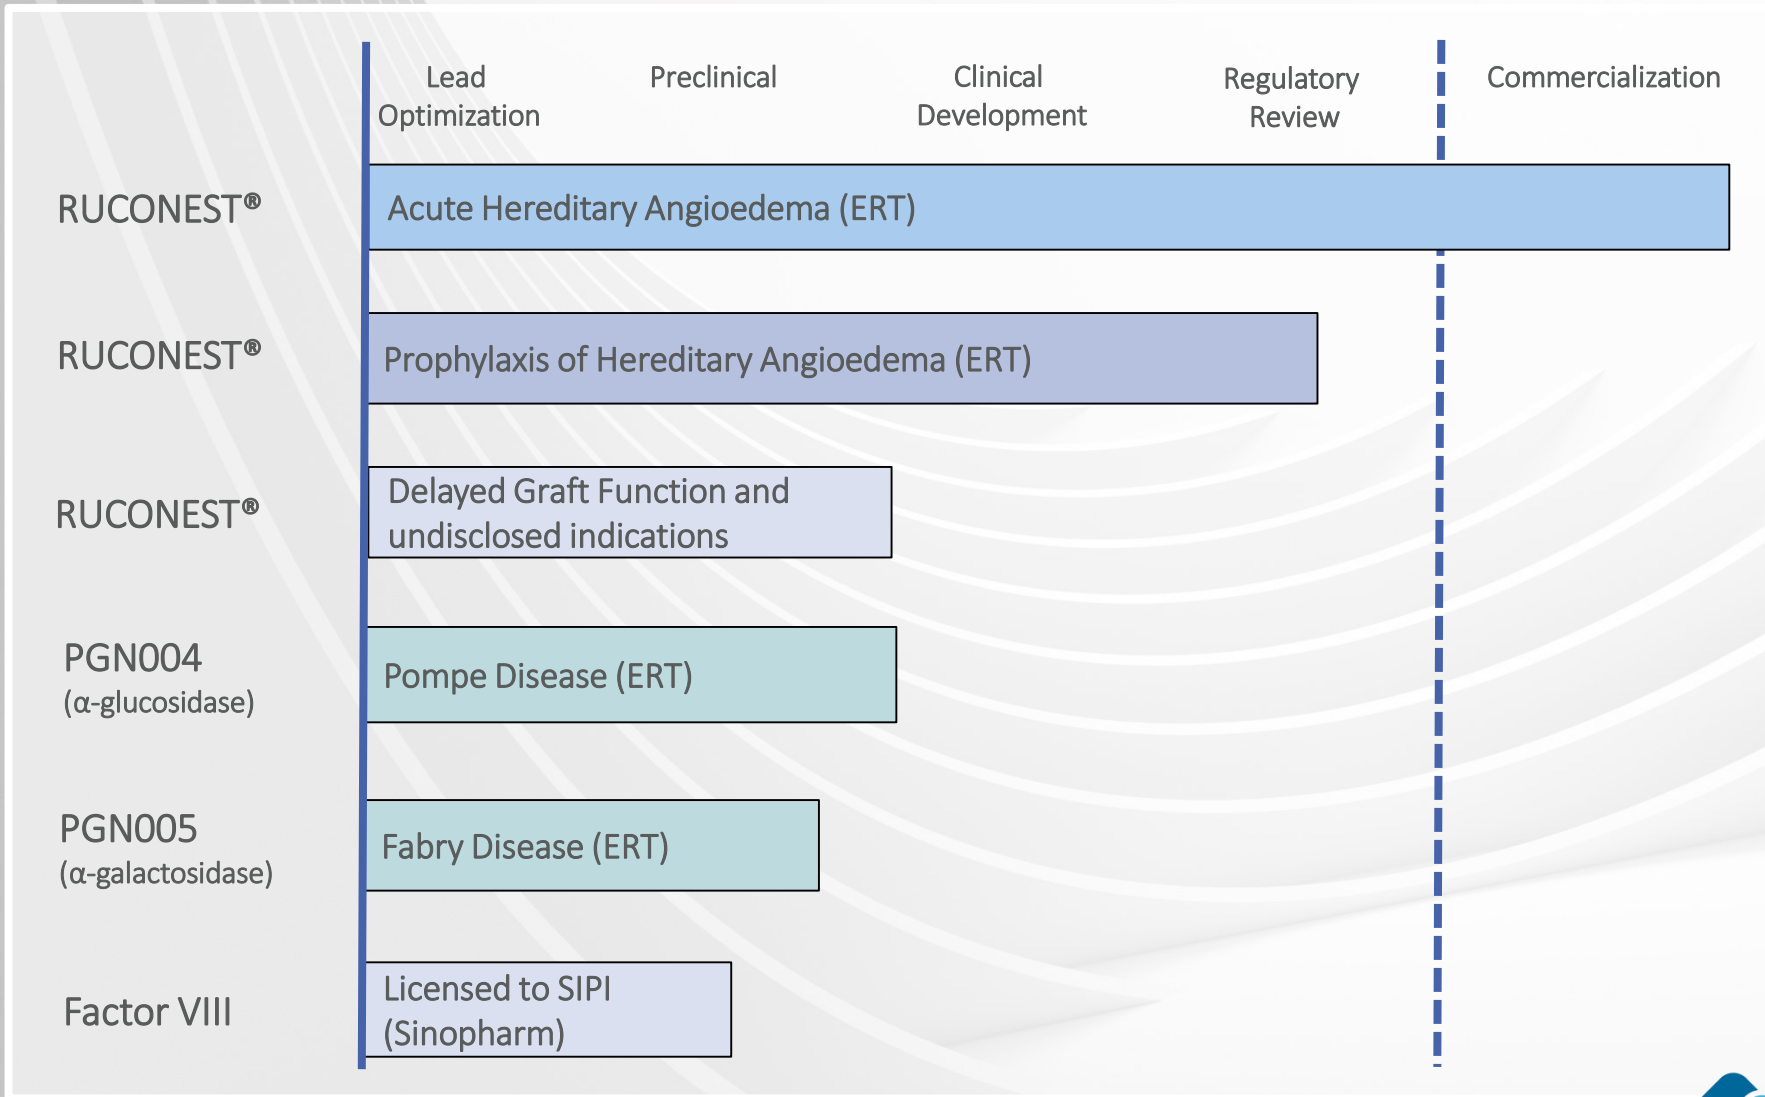 Lead
Optimization
Preclinical
Clinical
Development
Regulatory
Review
Commercialization
RUCONEST®
Acute Hereditary Angioedema (ERT)
RUCONEST®
Prophylaxis of Hereditary Angioedema (ERT)
RUCONEST®
Delayed Graft Function and
undisclosed indications
PGN004
(α-glucosidase)
Pompe Disease (ERT)
PGN005
(α-galactosidase)
Fabry Disease (ERT)
Factor VIII
Licensed to SIPI
(Sinopharm)